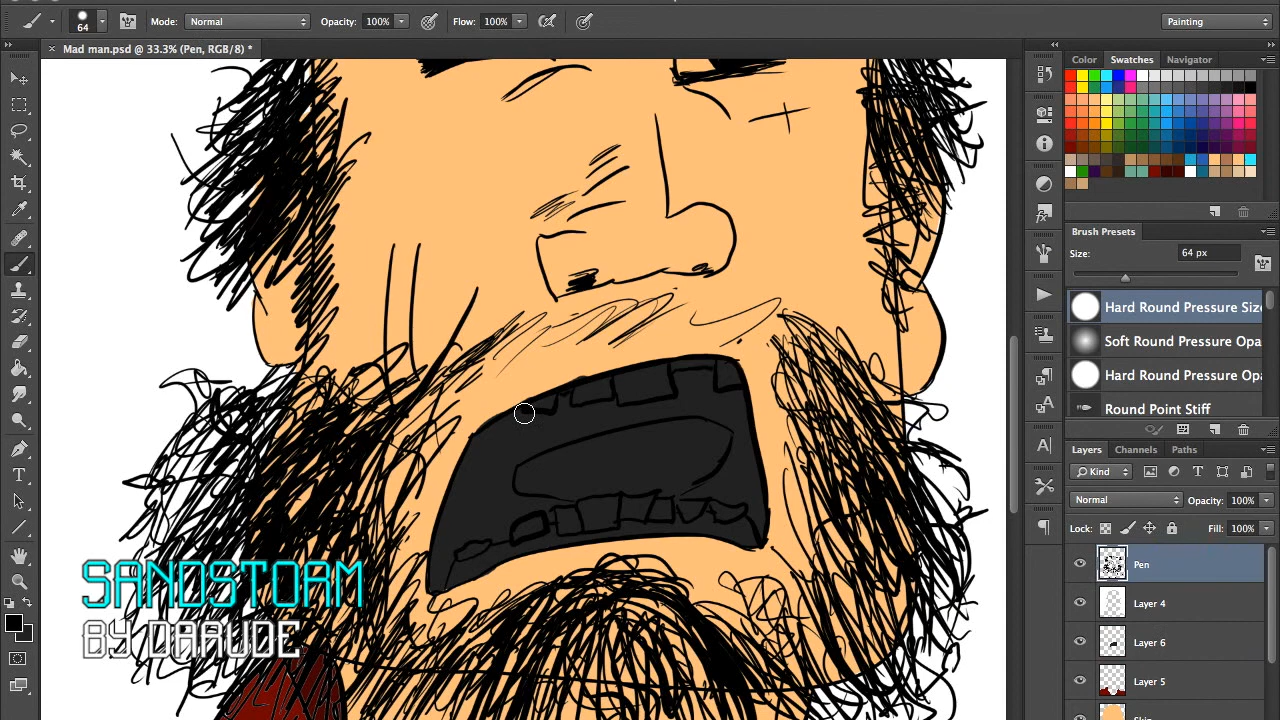 64
Mode:
Normal
Opacity:
100%
Flow:
100%
Painting
Mad man.psd @ 33.3% (Pen, RGB/8) *
Color
Swatches
Navigator
Brush Presets
Size:
64 px
Hard Round Pressure Size
Soft Round Pressure Opa
Hard Round Pressure Opa
Round Point Stiff
Layers
Channels
Paths
Kind
Normal
Opacity:
100%
Lock:
Fill:
100%
Pen
Layer 4
Layer 6
Layer 5
SANDSTORM
BY DARUDE